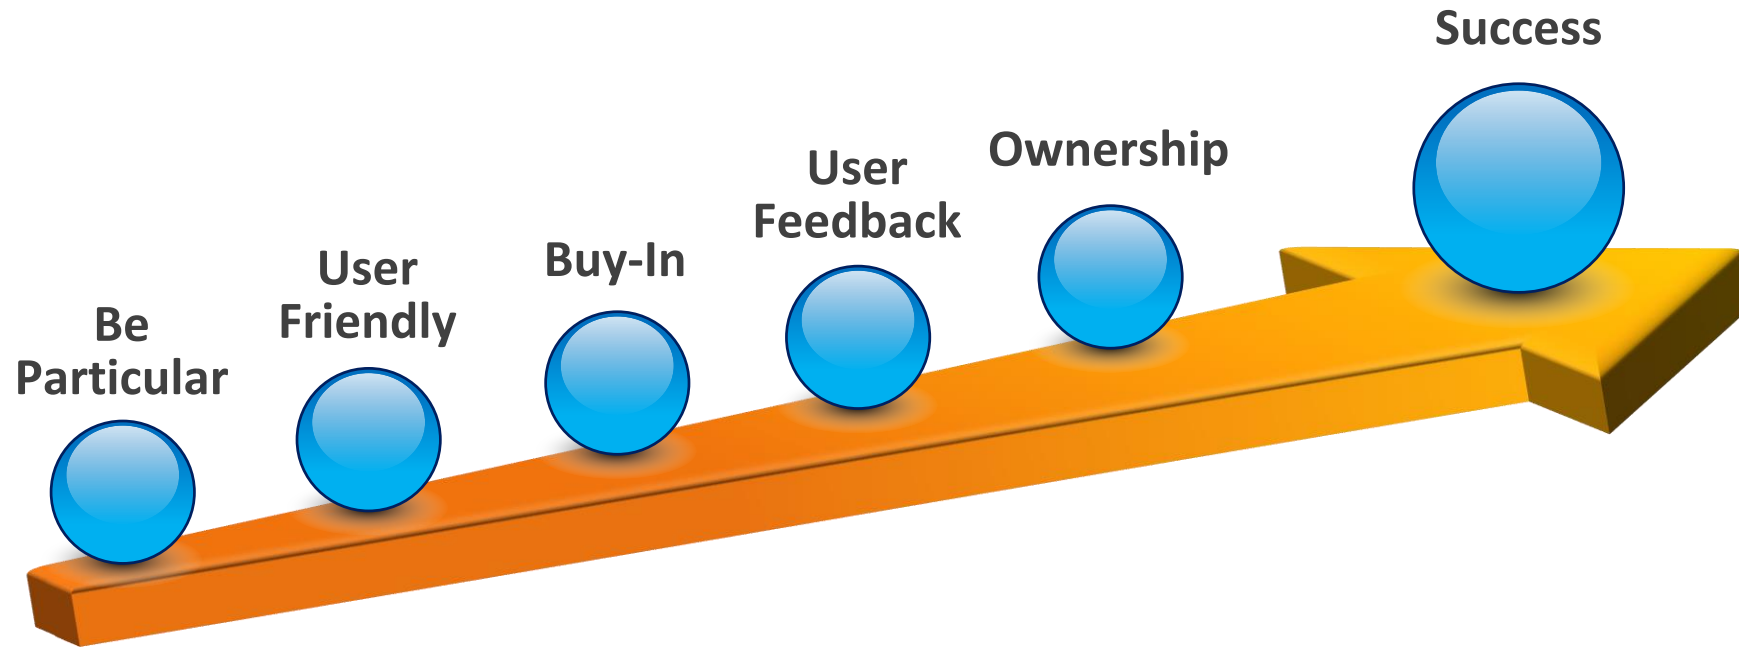 Be
Particular
User
Friendly
Buy-In
User
Feedback
Ownership
Success